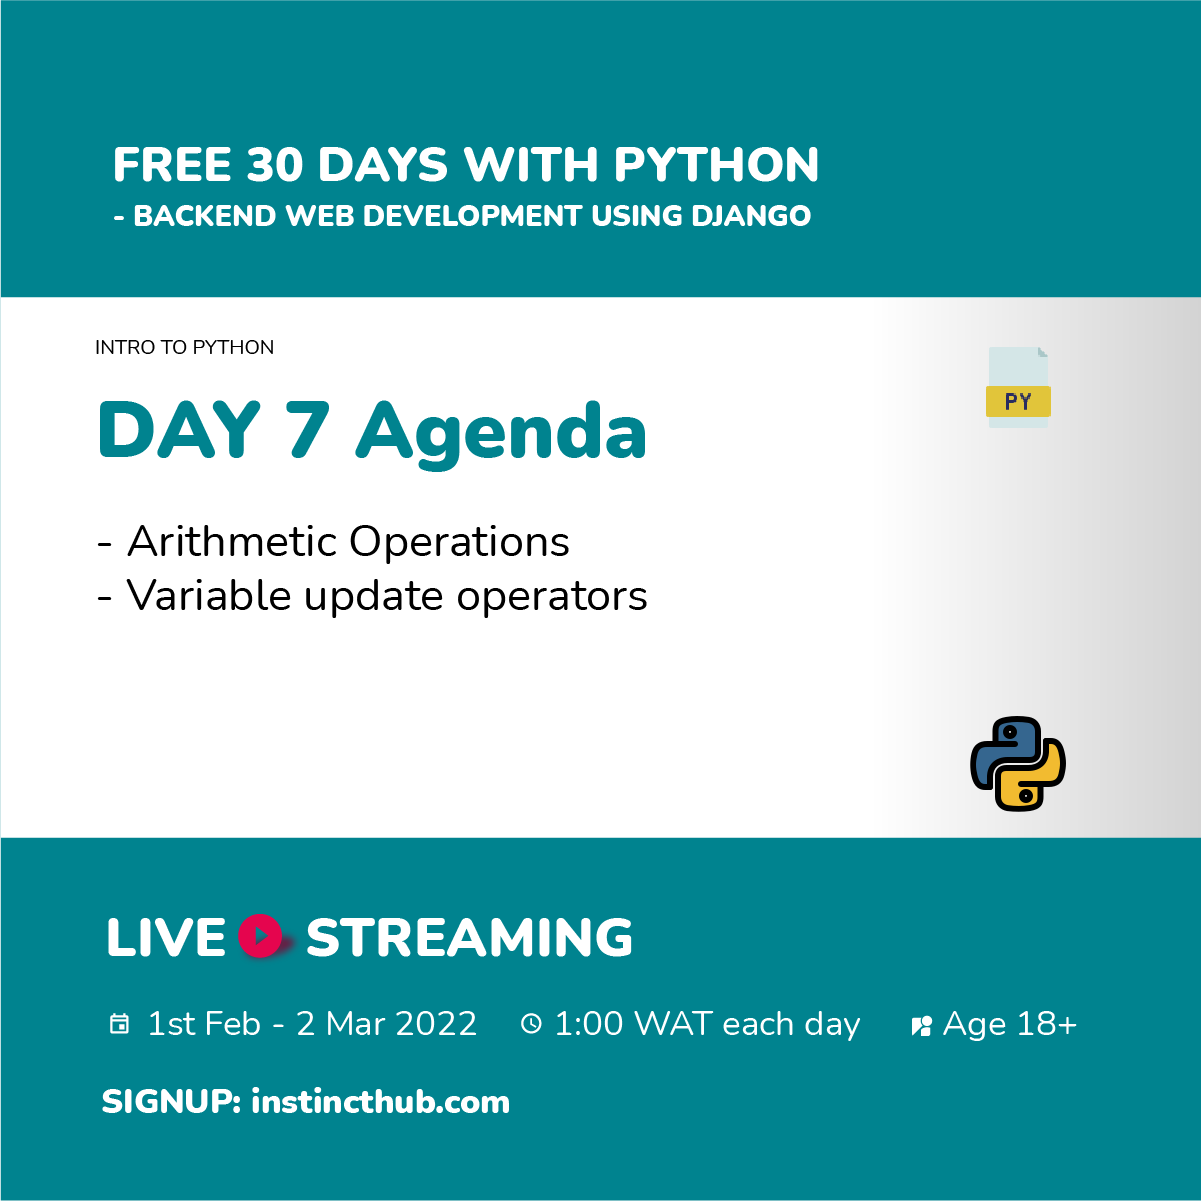 FREE 30 DAYS WITH PYTHON
- BACKEND WEB DEVELOPMENT USING DJANGO
INTRO TO PYTHON
PY
DAY 7 Agenda
- Arithmetic Operations
- Variable update operators
LIVE STREAMING
1st Feb - 2 Mar 2022 1:00 WAT each day Age 18+
SIGNUP: instincthub.com